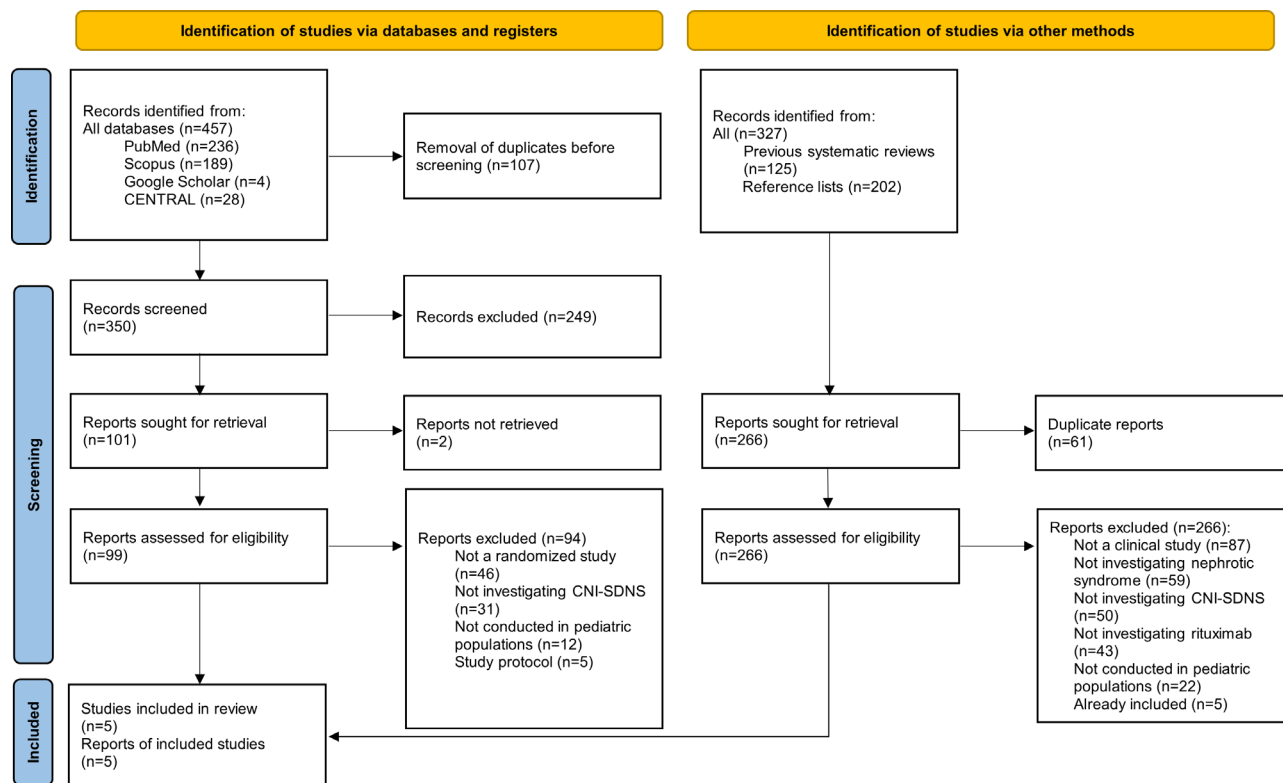 Identification of studies via databases and registers
Identification of studies via other methods
Identification
Records identified from:
All databases (n=457)
PubMed (n=236)
Scopus (n=189)
Google Scholar (n=4)
CENTRAL (n=28)
Removal of duplicates before
screening (n=107)
Records identified from:
All (n=327)
Previous systematic reviews
(n=125)
Reference lists (n=202)
Screening
Records screened
(n=350)
Records excluded (n=249)
Reports sought for retrieval
(n=101)
Reports not retrieved
(n=2)
Reports sought for retrieval
(n=266)
Duplicate reports
(n=61)
Reports assessed for eligibility
(n=99)
Reports excluded (n=94)
Not a randomized study
(n=46)
Not investigating CNI-SDNS
(n=31)
Not conducted in pediatric
populations (n=12)
Study protocol (n=5)
Reports assessed for eligibility
(n=266)
Reports excluded (n=266):
Not a clinical study (n=87)
Not investigating nephrotic
syndrome (n=59)
Not investigating CNI-SDNS
(n=50)
Not investigating rituximab
(n=43)
Not conducted in pediatric
populations (n=22)
Already included (n=5)
Included
Studies included in review
(n=5)
Reports of included studies
(n=5)